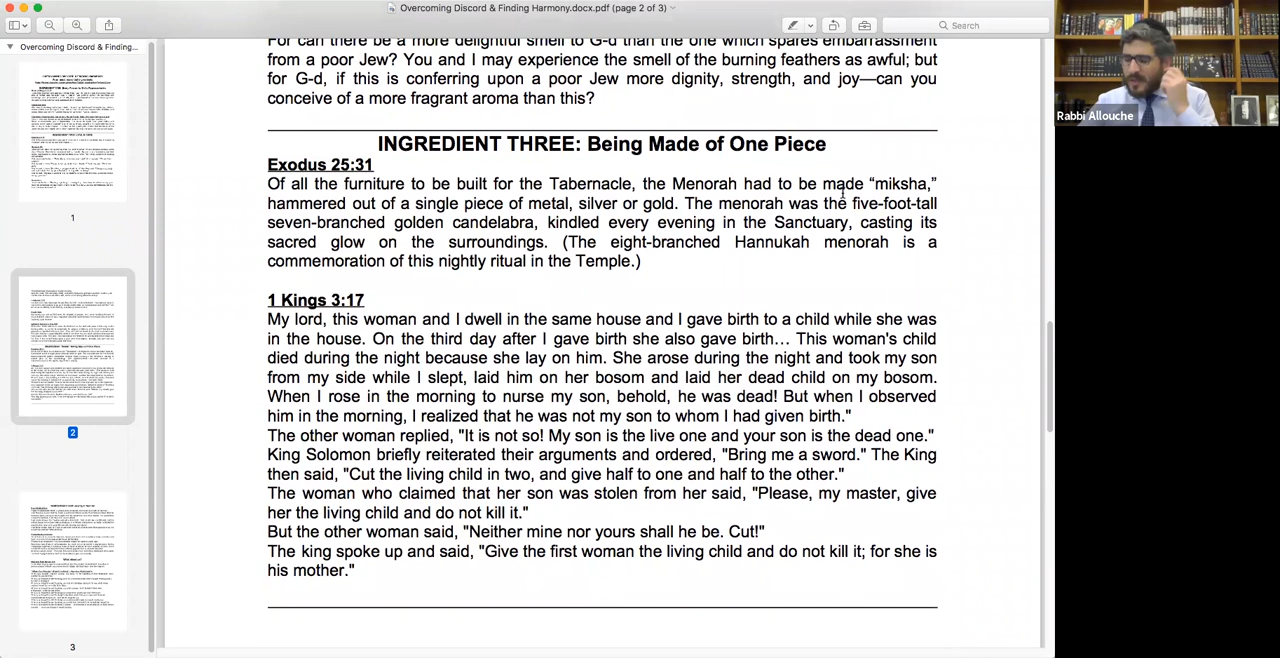 Overcoming Discord & Finding Harmony.docx.pdf (page 2 of 3)
Search
Overcoming Discord & Finding...
1
2
3
For can there be a more delightful smell to G-d than the one which spares embarrassment
from a poor Jew? You and I may experience the smell of the burning feathers as awful; but
for G-d, if this is conferring upon a poor Jew more dignity, strength, and joy—can you
conceive of a more fragrant aroma than this?
INGREDIENT THREE: Being Made of One Piece
Exodus 25:31
Of all the furniture to be built for the Tabernacle, the Menorah had to be made “miksha,”
hammered out of a single piece of metal, silver or gold. The menorah was the five-foot-tall
seven-branched golden candelabra, kindled every evening in the Sanctuary, casting its
sacred glow on the surroundings. (The eight-branched Hannukah menorah is a
commemoration of this nightly ritual in the Temple.)
1 Kings 3:17
My lord, this woman and I dwell in the same house and I gave birth to a child while she was
in the house. On the third day after I gave birth she also gave birth... This woman's child
died during the night because she lay on him. She arose during the night and took my son
from my side while I slept, laid him on her bosom and laid her dead child on my bosom.
When I rose in the morning to nurse my son, behold, he was dead! But when I observed
him in the morning, I realized that he was not my son to whom I had given birth."
The other woman replied, "It is not so! My son is the live one and your son is the dead one."
King Solomon briefly reiterated their arguments and ordered, "Bring me a sword." The King
then said, "Cut the living child in two, and give half to one and half to the other."
The woman who claimed that her son was stolen from her said, "Please, my master, give
her the living child and do not kill it."
But the other woman said, "Neither mine nor yours shall he be. Cut!"
The king spoke up and said, "Give the first woman the living child and do not kill it; for she is
his mother."
Rabbi Allouche